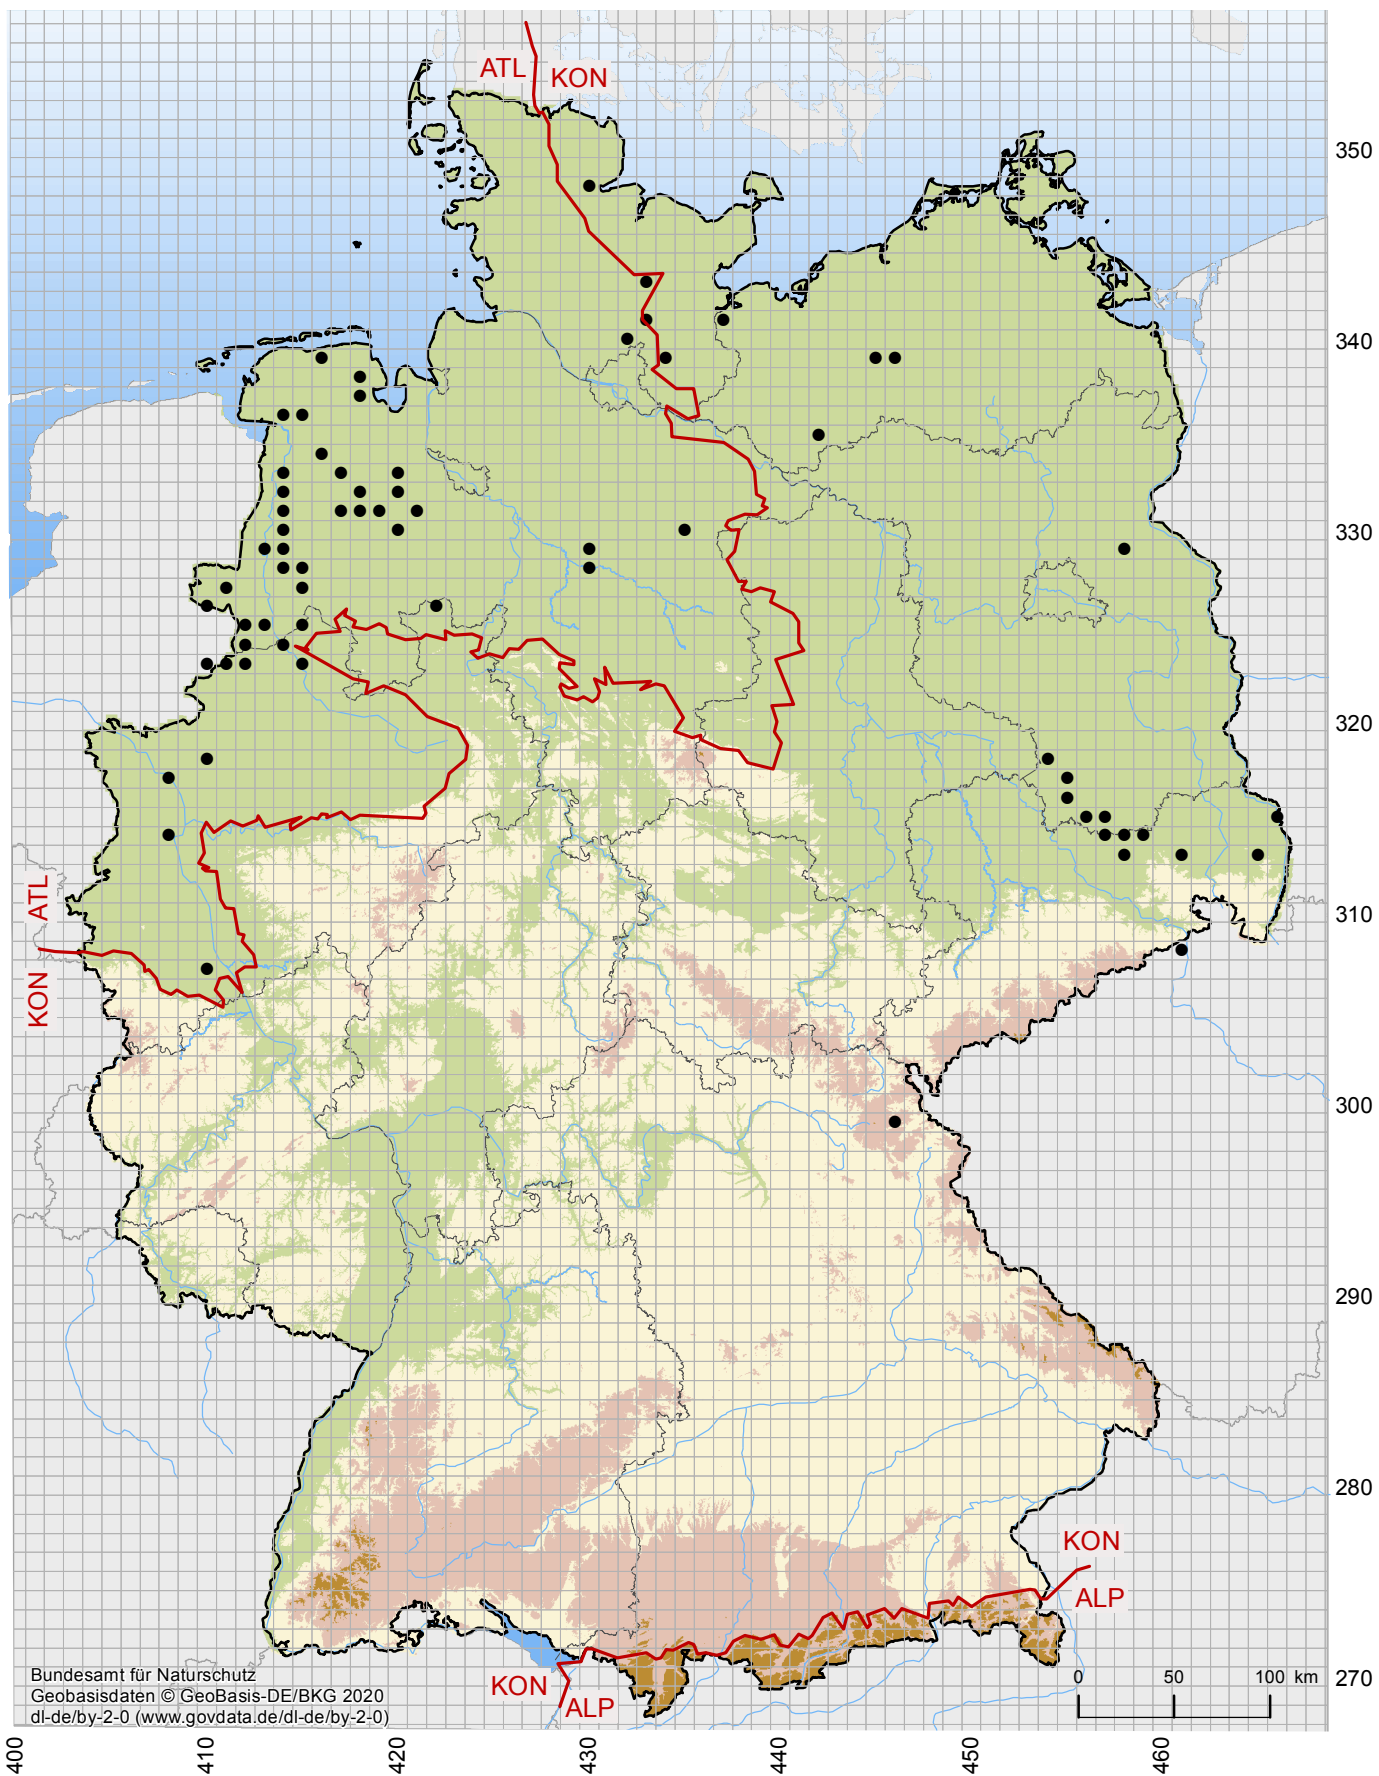 ATL
KON
350
340
330
320
ATL
310
KON
300
290
280
KON
ALP
Bundesamt für Naturschutz
Geobasisdaten © GeoBasis-DE/BKG 2020
dl-de/by-2-0 (www.govdata.de/dl-de/by-2-0)
KON
ALP
0 50 100 km
270
400 410 420 430 440 450 460